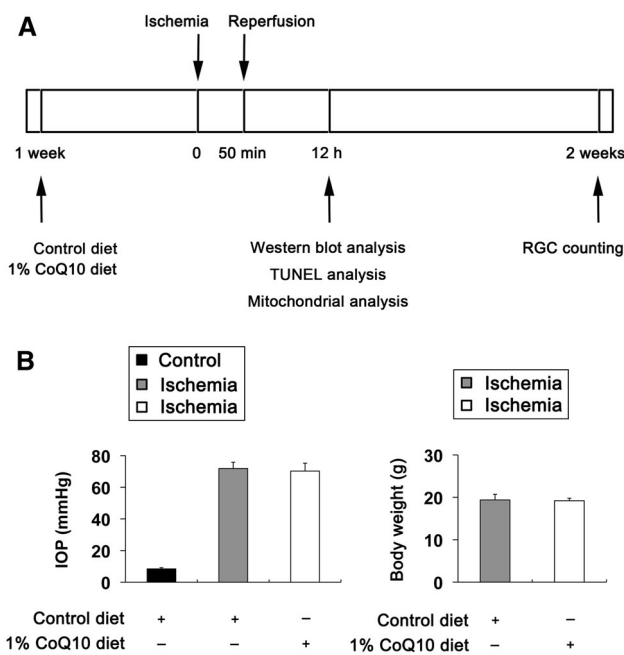 A
Ischemia Reperfusion
1 week 0 50 min 12 h 2 weeks
Control diet
1% CoQ10 diet
Western blot analysis
TUNEL analysis
Mitochondrial analysis
RGC counting
B
Control
Ischemia
Ischemia
IOP (mmHg)
80
60
40
20
0
Control diet + + –
1% CoQ10 diet – – +
Ischemia
Ischemia
Body weight (g)
30
20
10
0
Control diet + –
1% CoQ10 diet – +